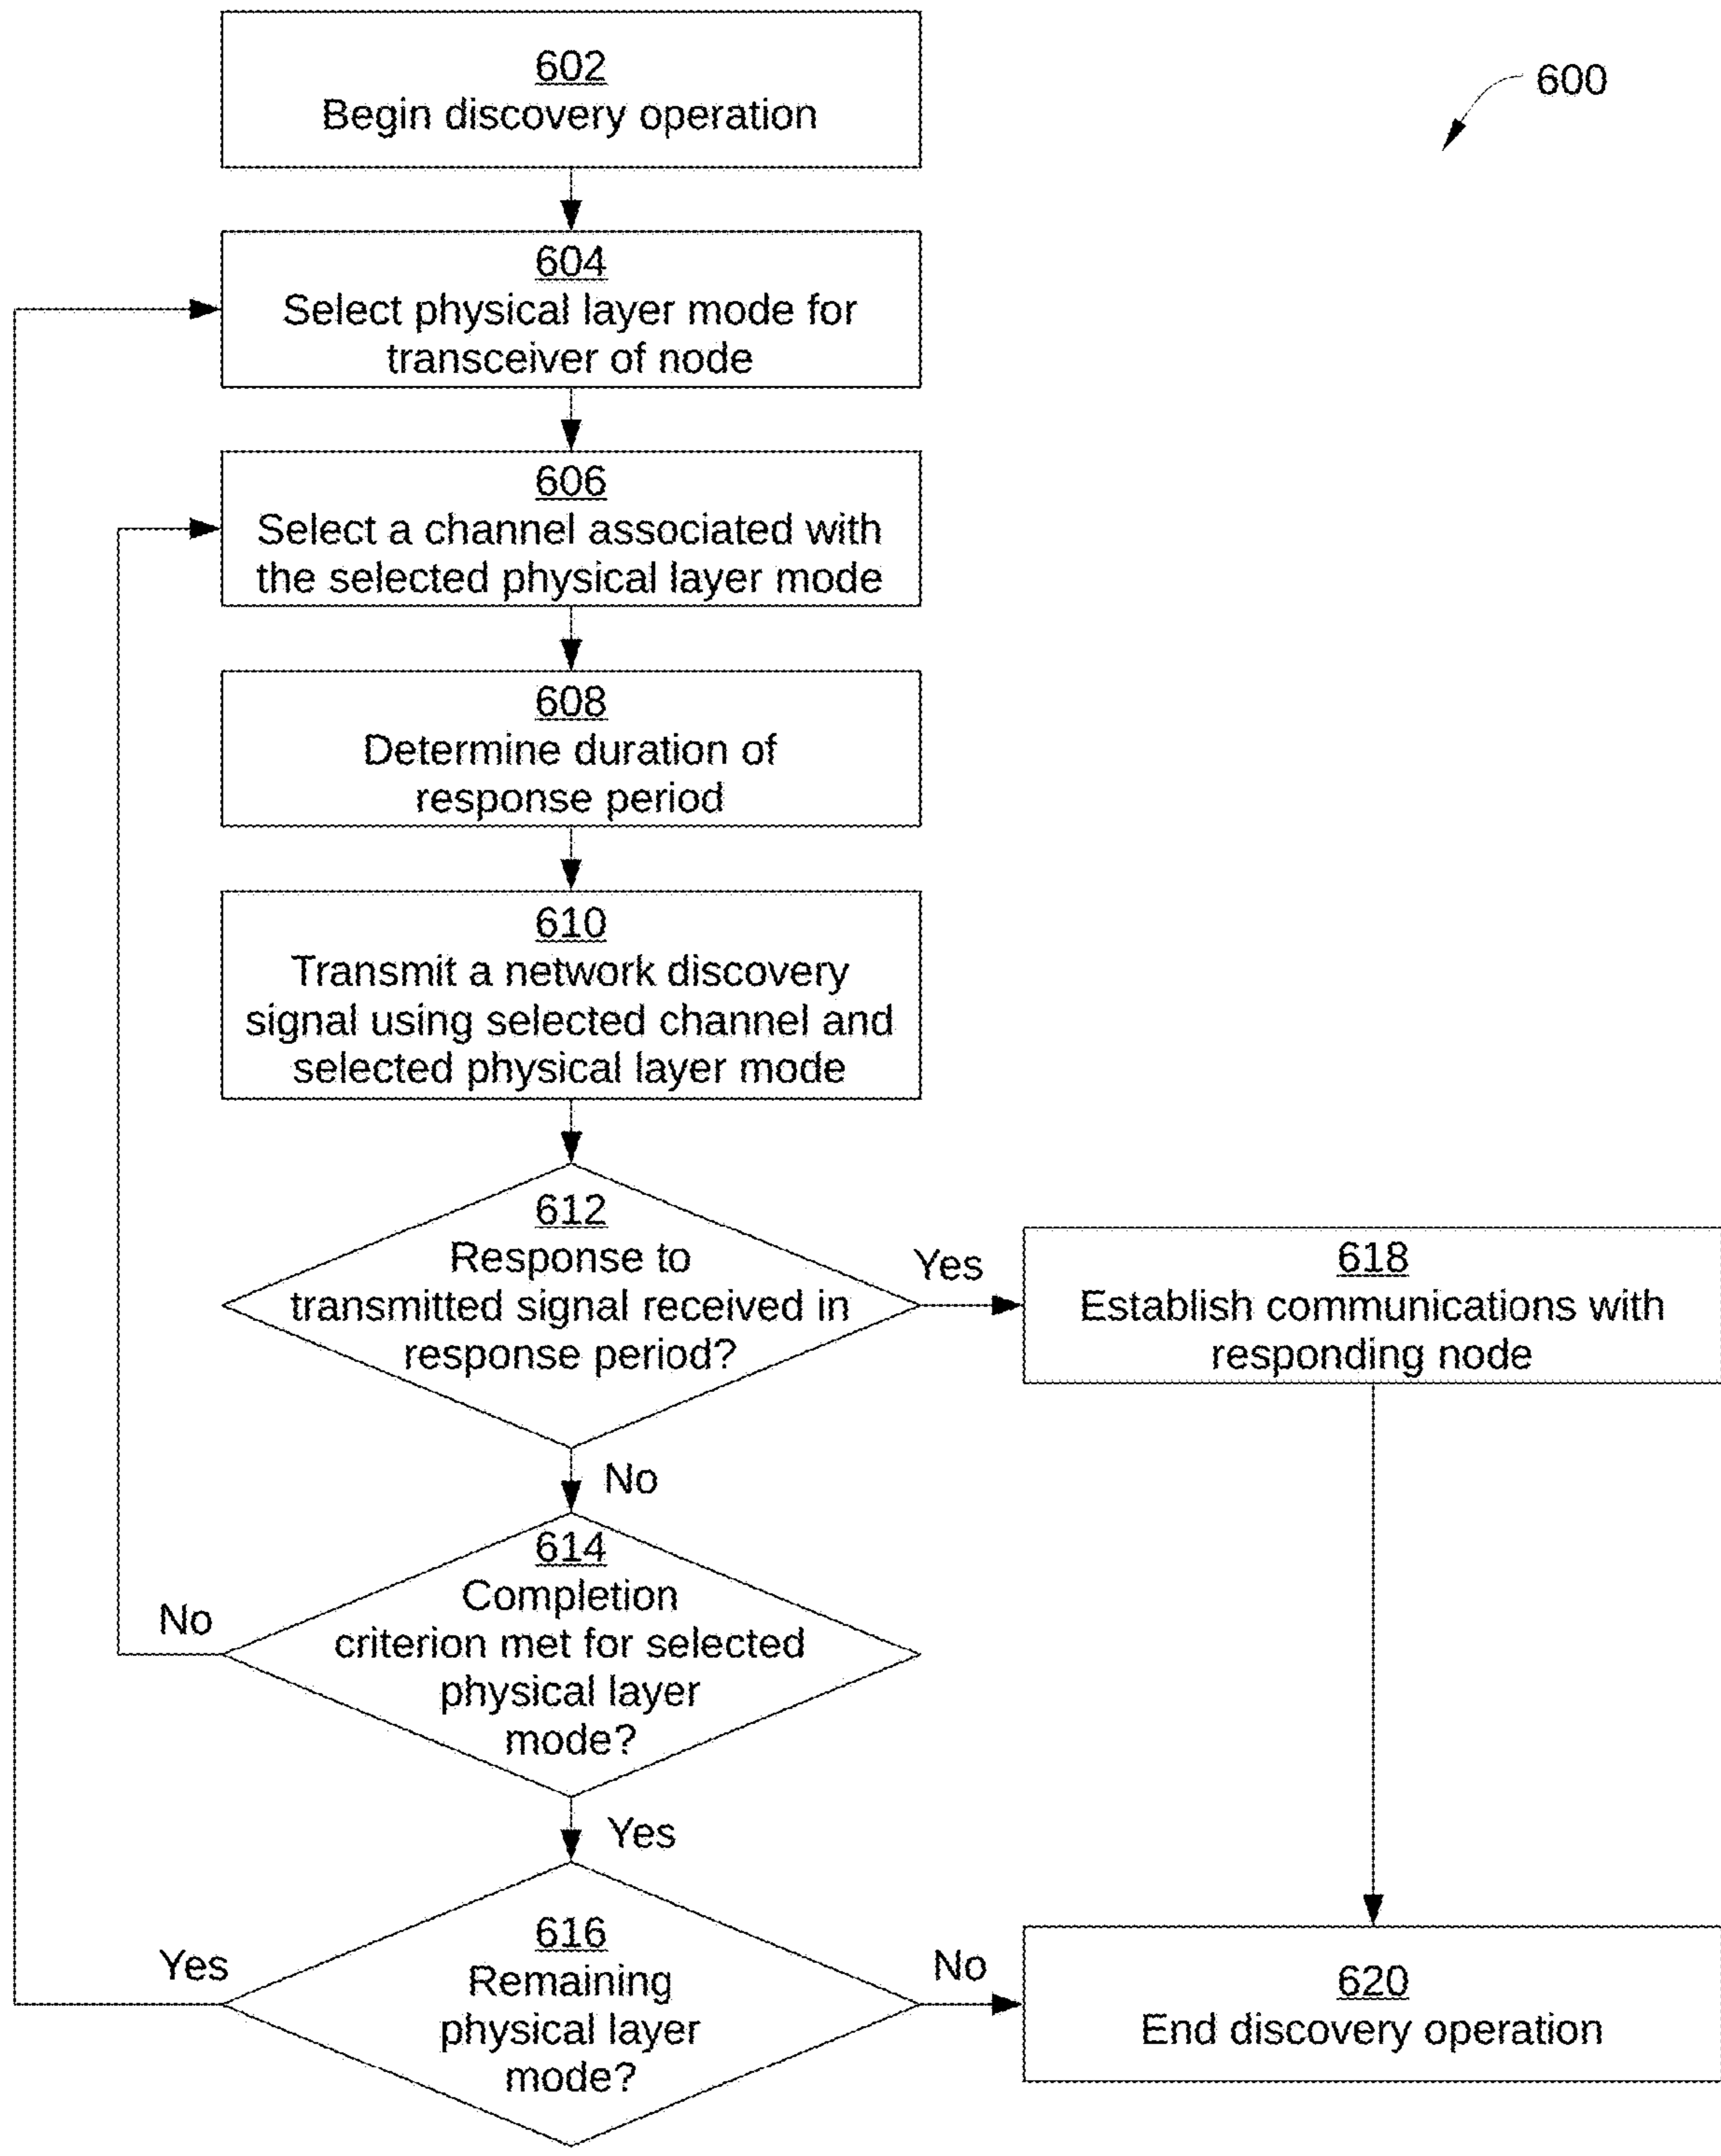 602
Begin discovery operation
600
604
Select physical layer mode for
transceiver of node
606
Select a channel associated with
the selected physical layer mode
608
Determine duration of
response period
610
Transmit a network discovery
signal using selected channel and
selected physical layer mode
612
Response to
transmitted signal received in
response period?
Yes
618
Establish communications with
responding node
No
614
Completion
criterion met for selected
physical layer
mode?
No
Yes
616
Remaining
physical layer
mode?
Yes
No
620
End discovery operation